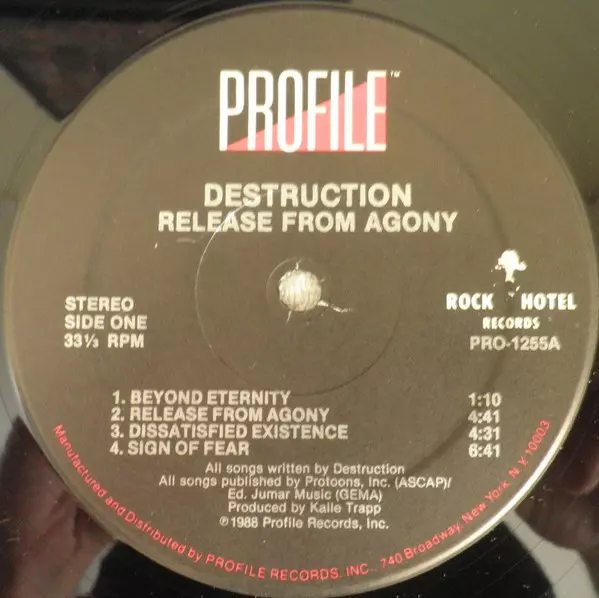 PROFILE™
DESTRUCTION
RELEASE FROM AGONY
STEREO
SIDE ONE
33⅓ RPM
ROCK HOTEL
RECORDS
PRO-1255A
1. BEYOND ETERNITY 1:10
2. RELEASE FROM AGONY 4:41
3. DISSATISFIED EXISTENCE 4:31
4. SIGN OF FEAR 6:41
All songs written by Destruction
All songs published by Protoons, Inc. (ASCAP)/
Ed. Jumar Music (GEMA)
Produced by Kalle Trapp
℗1988 Profile Records, Inc.
Manufactured and Distributed by PROFILE RECORDS, INC., 740 Broadway, New York, N.Y. 10003